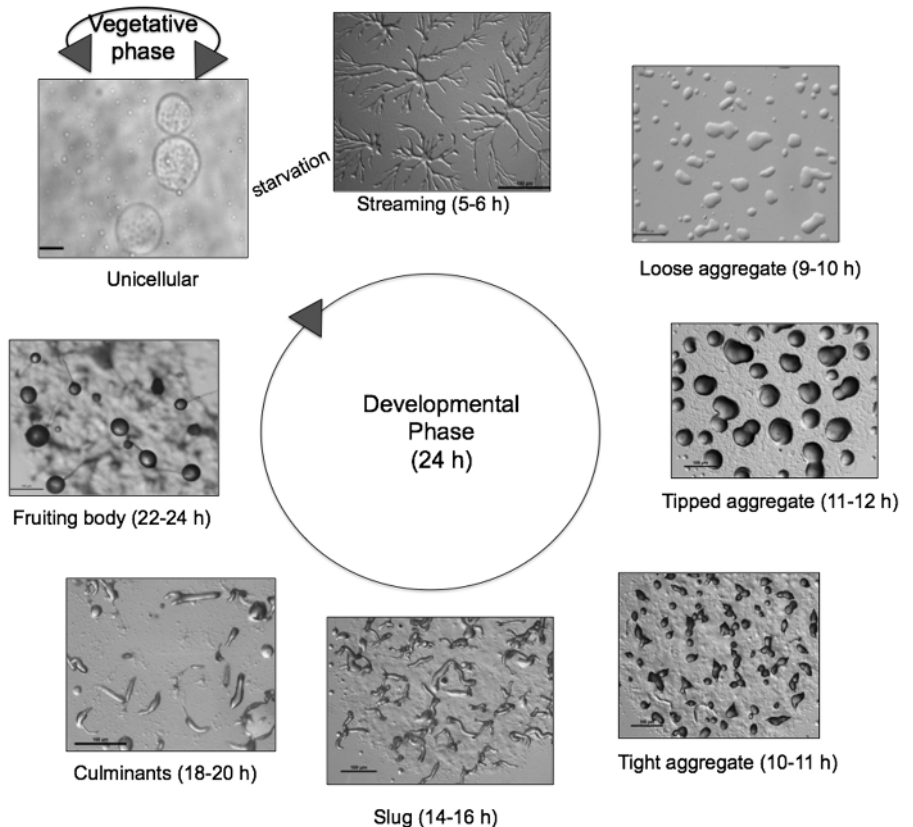 Vegetative
phase
starvation
Unicellular
Streaming (5-6 h)
Loose aggregate (9-10 h)
Tipped aggregate (11-12 h)
Tight aggregate (10-11 h)
Slug (14-16 h)
Culminants (18-20 h)
Fruiting body (22-24 h)
Developmental
Phase
(24 h)